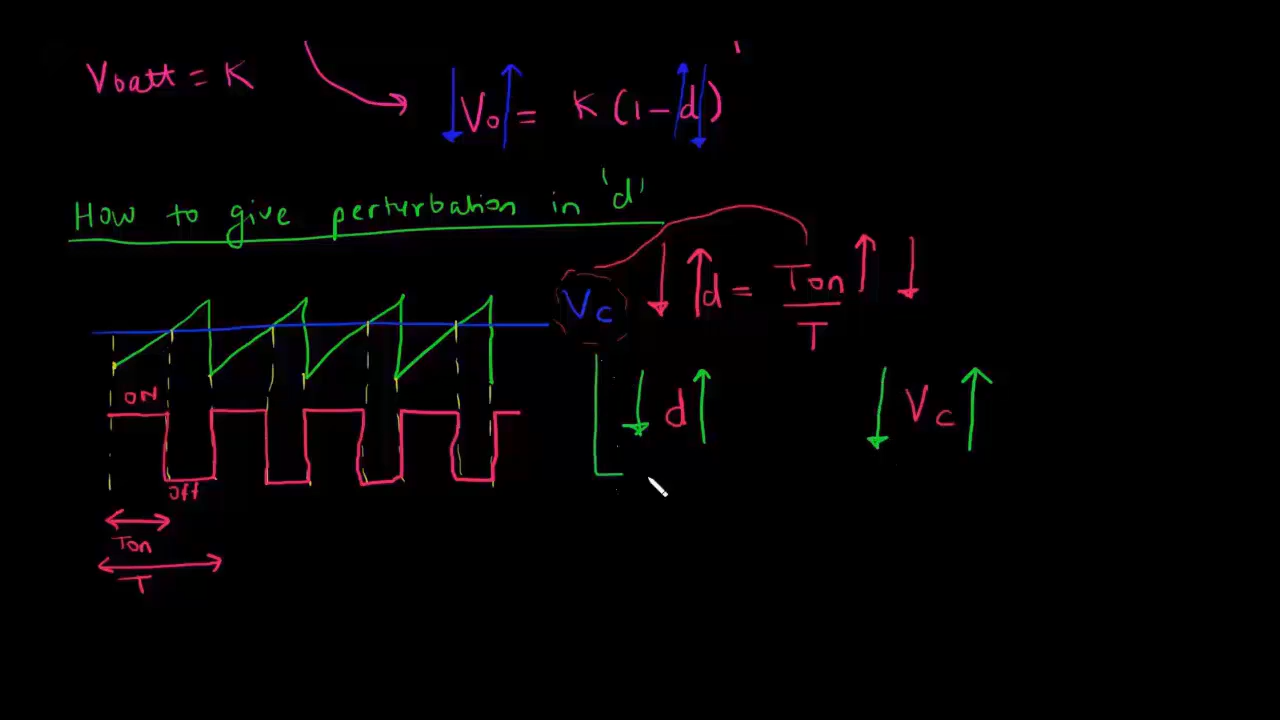 Vbatt = K
Vo = K (1-d)'
How to give perturbation in 'd'
Vc
d = Ton/T
ON
d
Vc
Off
Ton
T